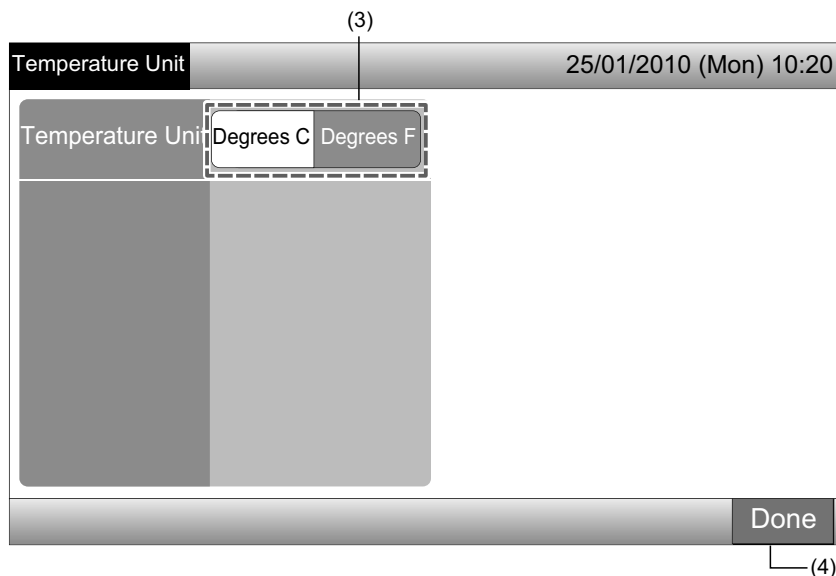 (3)
Temperature Unit
25/01/2010 (Mon) 10:20
Temperature Unit
Degrees C
Degrees F
Done
(4)